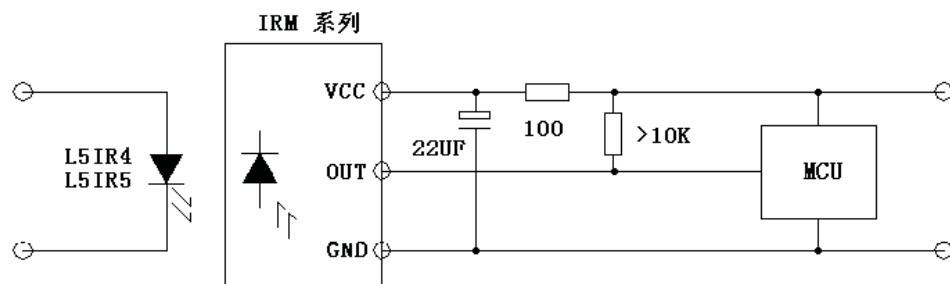 IRM 系列
VCC
100
>10K
22UF
L5IR4
L5IR5
OUT
MCU
GND